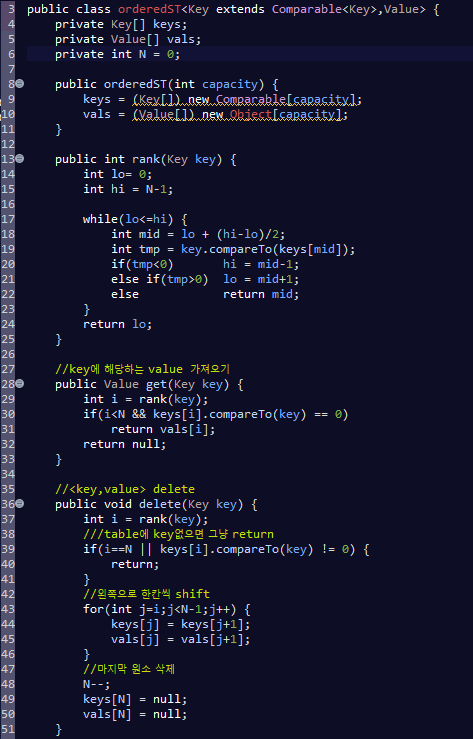 3 public class orderedST<Key extends Comparable<Key>,Value> {
4     private Key[] keys;
5     private Value[] vals;
6     private int N = 0;
7
8     public orderedST(int capacity) {
9         keys = (Key[]) new Comparable[capacity];
10         vals = (Value[]) new Object[capacity];
11     }
12
13     public int rank(Key key) {
14         int lo= 0;
15         int hi = N-1;
16
17         while(lo<=hi) {
18             int mid = lo + (hi-lo)/2;
19             int tmp = key.compareTo(keys[mid]);
20             if(tmp<0)       hi = mid-1;
21             else if(tmp>0)  lo = mid+1;
22             else            return mid;
23         }
24         return lo;
25     }
26
27     //key에 해당하는 value 가져오기
28     public Value get(Key key) {
29         int i = rank(key);
30         if(i<N && keys[i].compareTo(key) == 0)
31             return vals[i];
32         return null;
33     }
34
35     //<key,value> delete
36     public void delete(Key key) {
37         int i = rank(key);
38         ///table에 key없으면 그냥 return
39         if(i==N || keys[i].compareTo(key) != 0) {
40             return;
41         }
42         //왼쪽으로 한칸씩 shift
43         for(int j=i;j<N-1;j++) {
44             keys[j] = keys[j+1];
45             vals[j] = vals[j+1];
46         }
47         //마지막 원소 삭제
48         N--;
49         keys[N] = null;
50         vals[N] = null;
51     }